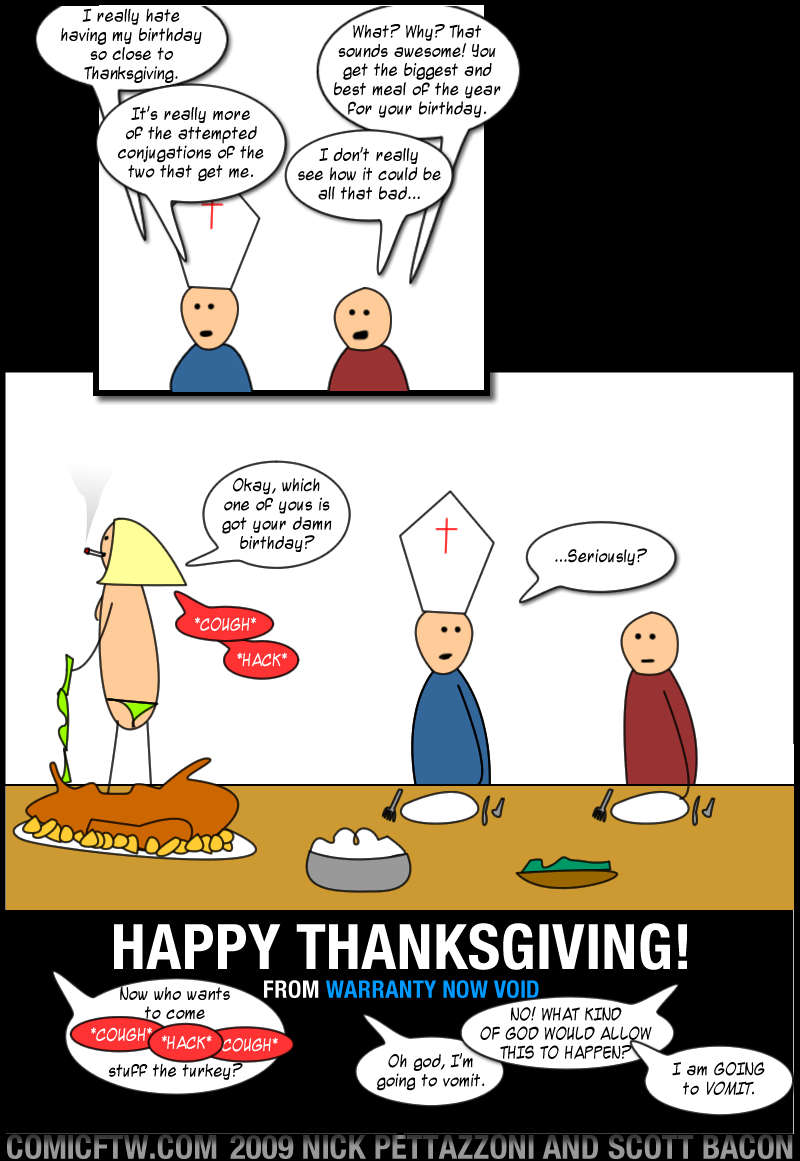 I really hate
having my birthday
so close to
Thanksgiving.
It's really more
of the attempted
conjugations of the
two that get me.
What? Why? That
sounds awesome! You
get the biggest and
best meal of the year
for your birthday.
I don't really
see how it could be
all that bad...
Okay, which
one of yous is
got your damn
birthday?
*COUGH*
*HACK*
...Seriously?
HAPPY THANKSGIVING!
FROM WARRANTY NOW VOID
Now who wants
to come
*COUGH*
*HACK*
COUGH*
stuff the turkey?
Oh god, I'm
going to vomit.
NO! WHAT KIND
OF GOD WOULD ALLOW
THIS TO HAPPEN?
I am GOING
to VOMIT.
COMICFTW.COM 2009 NICK PETTAZZONI AND SCOTT BACON